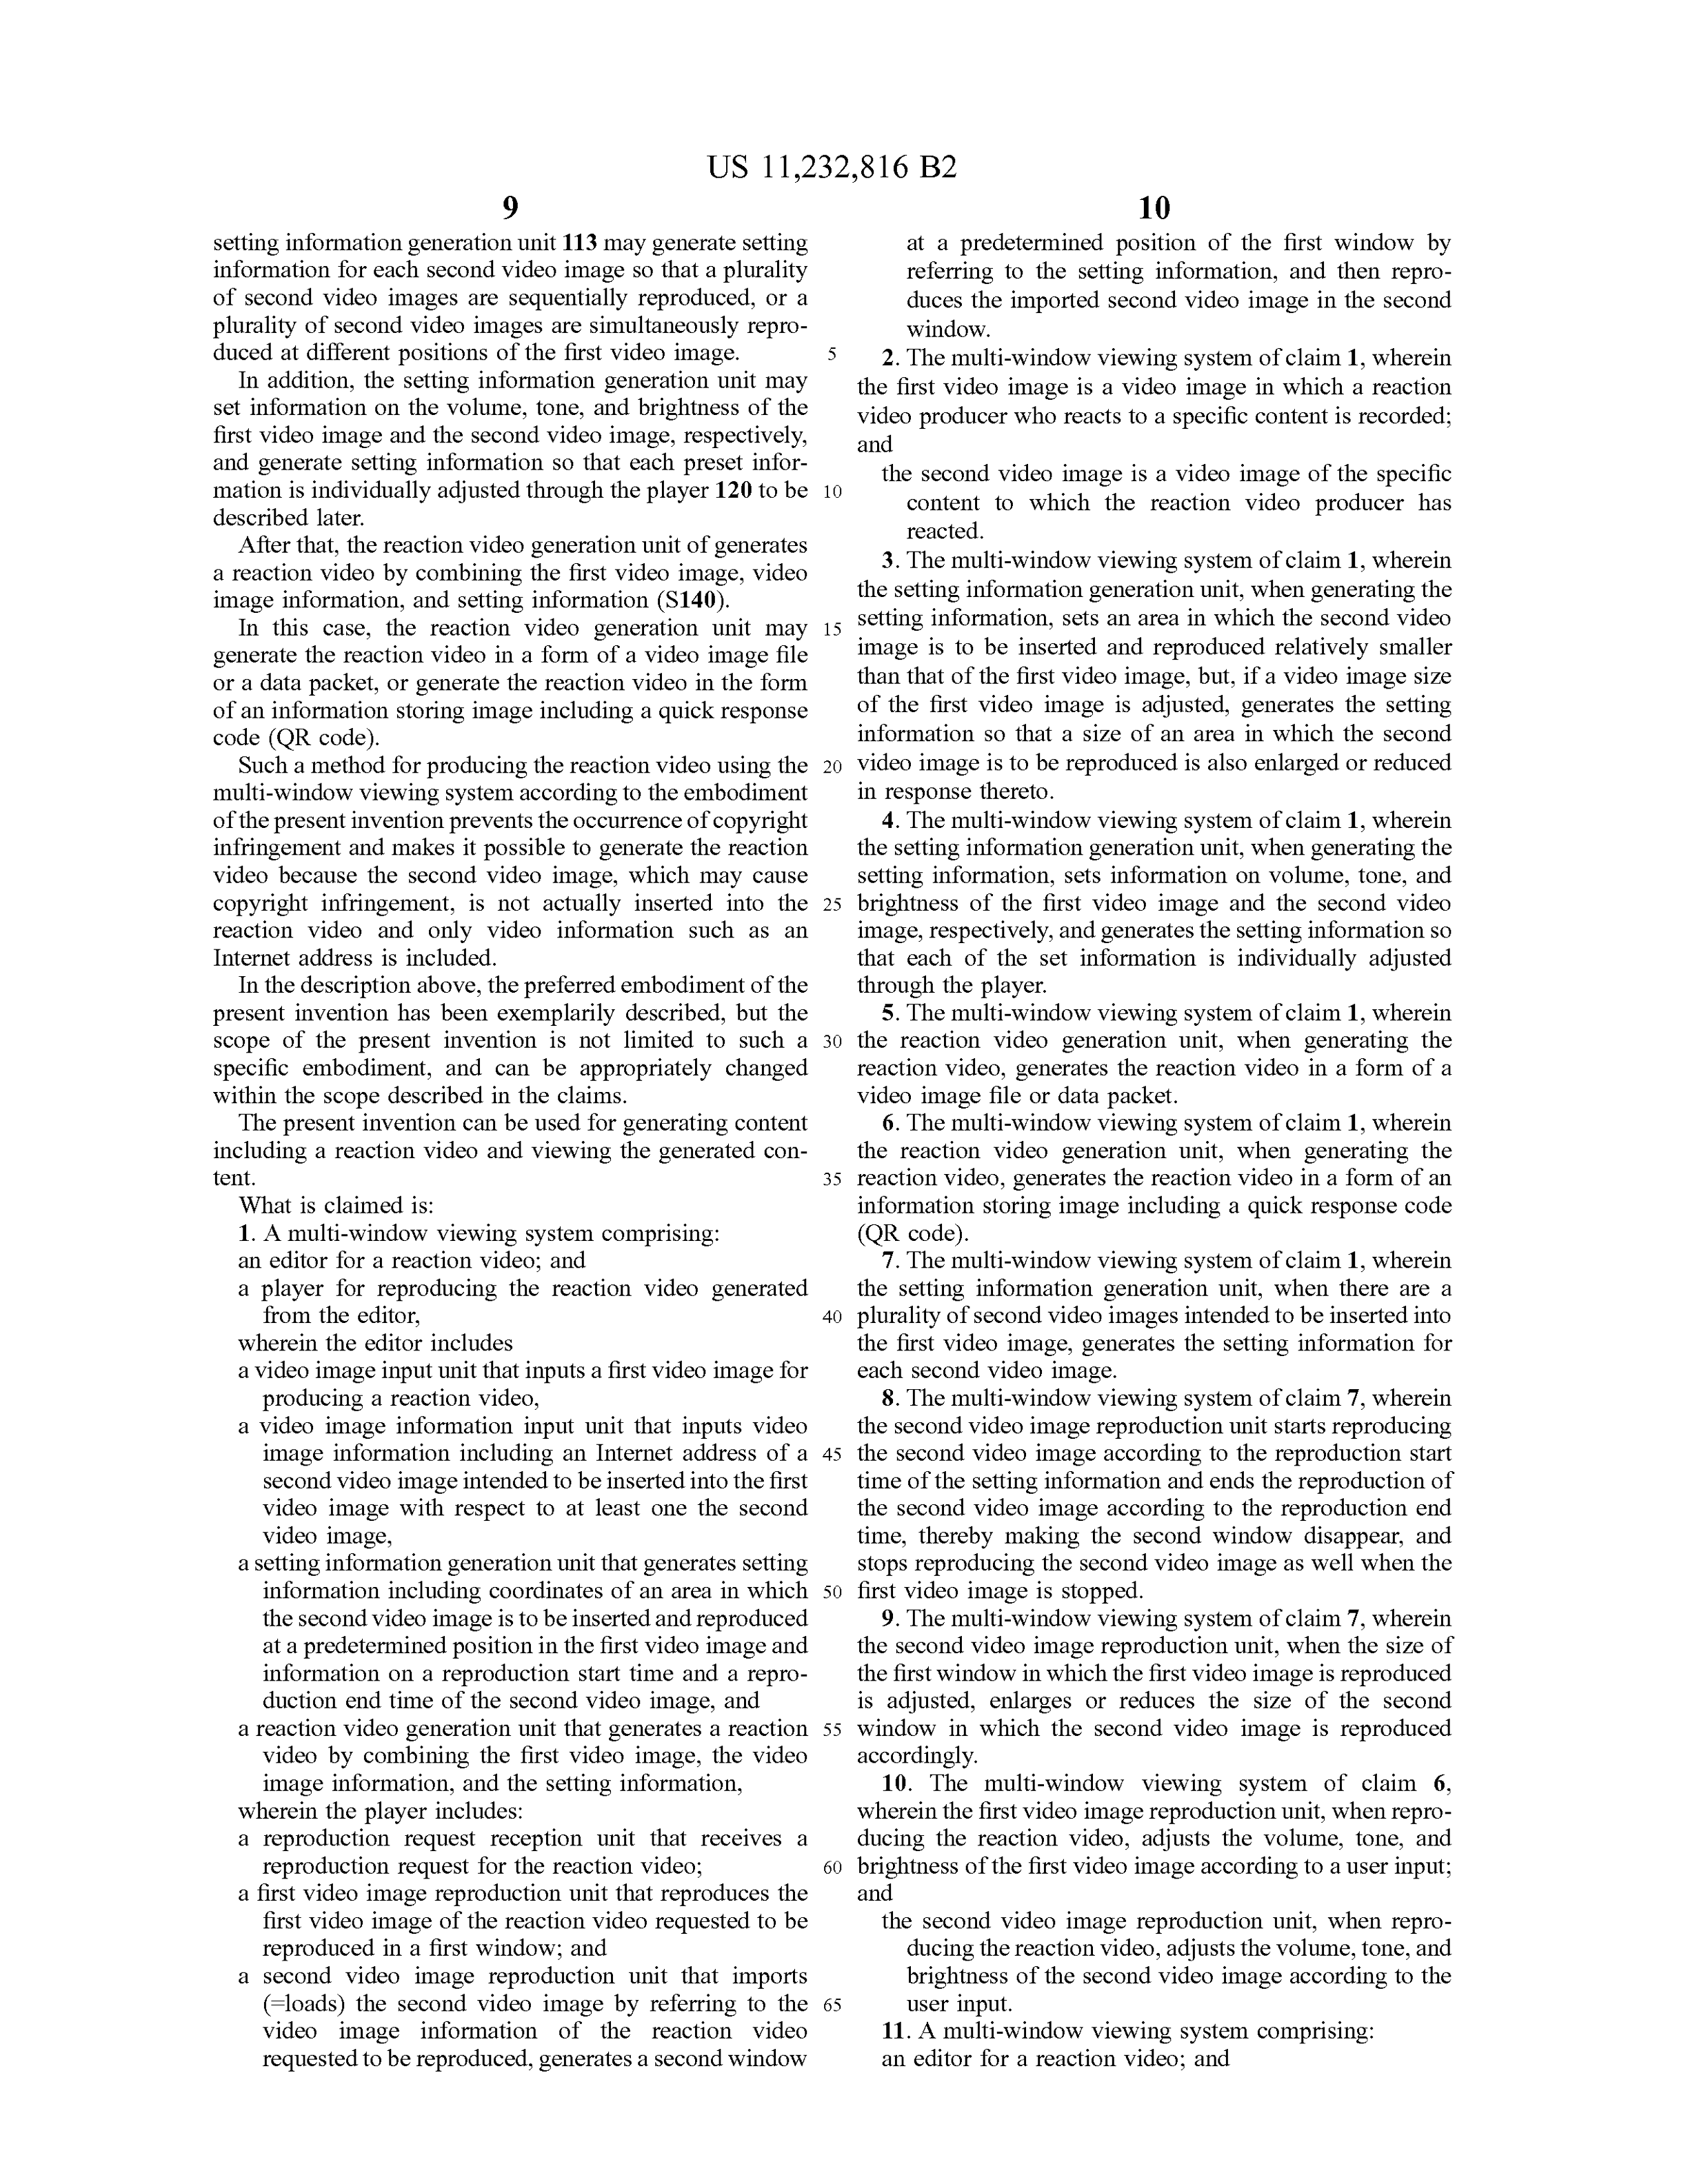 US 11,232,816 B2
9
setting information generation unit 113 may generate setting
information for each second video image so that a plurality
of second video images are sequentially reproduced, or a
plurality of second video images are simultaneously repro-
duced at different positions of the first video image.
In addition, the setting information generation unit may
set information on the volume, tone, and brightness of the
first video image and the second video image, respectively,
and generate setting information so that each preset infor-
mation is individually adjusted through the player 120 to be
described later.
After that, the reaction video generation unit of generates
a reaction video by combining the first video image, video
image information, and setting information (S140).
In this case, the reaction video generation unit may
generate the reaction video in a form of a video image file
or a data packet, or generate the reaction video in the form
of an information storing image including a quick response
code (QR code).
Such a method for producing the reaction video using the
multi-window viewing system according to the embodiment
of the present invention prevents the occurrence of copyright
infringement and makes it possible to generate the reaction
video because the second video image, which may cause
copyright infringement, is not actually inserted into the
reaction video and only video information such as an
Internet address is included.
In the description above, the preferred embodiment of the
present invention has been exemplarily described, but the
scope of the present invention is not limited to such a
specific embodiment, and can be appropriately changed
within the scope described in the claims.
The present invention can be used for generating content
including a reaction video and viewing the generated con-
tent.
What is claimed is:
1. A multi-window viewing system comprising:
an editor for a reaction video; and
a player for reproducing the reaction video generated
from the editor,
wherein the editor includes
a video image input unit that inputs a first video image for
producing a reaction video,
a video image information input unit that inputs video
image information including an Internet address of a
second video image intended to be inserted into the first
video image with respect to at least one the second
video image,
a setting information generation unit that generates setting
information including coordinates of an area in which
the second video image is to be inserted and reproduced
at a predetermined position in the first video image and
information on a reproduction start time and a repro-
duction end time of the second video image, and
a reaction video generation unit that generates a reaction
video by combining the first video image, the video
image information, and the setting information,
wherein the player includes:
a reproduction request reception unit that receives a
reproduction request for the reaction video;
a first video image reproduction unit that reproduces the
first video image of the reaction video requested to be
reproduced in a first window; and
a second video image reproduction unit that imports
(=loads) the second video image by referring to the
video image information of the reaction video
requested to be reproduced, generates a second window
5
10
15
20
25
30
35
40
45
50
55
60
65
10
at a predetermined position of the first window by
referring to the setting information, and then repro-
duces the imported second video image in the second
window.
2. The multi-window viewing system of claim 1, wherein
the first video image is a video image in which a reaction
video producer who reacts to a specific content is recorded;
and
the second video image is a video image of the specific
content to which the reaction video producer has
reacted.
3. The multi-window viewing system of claim 1, wherein
the setting information generation unit, when generating the
setting information, sets an area in which the second video
image is to be inserted and reproduced relatively smaller
than that of the first video image, but, if a video image size
of the first video image is adjusted, generates the setting
information so that a size of an area in which the second
video image is to be reproduced is also enlarged or reduced
in response thereto.
4. The multi-window viewing system of claim 1, wherein
the setting information generation unit, when generating the
setting information, sets information on volume, tone, and
brightness of the first video image and the second video
image, respectively, and generates the setting information so
that each of the set information is individually adjusted
through the player.
5. The multi-window viewing system of claim 1, wherein
the reaction video generation unit, when generating the
reaction video, generates the reaction video in a form of a
video image file or data packet.
6. The multi-window viewing system of claim 1, wherein
the reaction video generation unit, when generating the
reaction video, generates the reaction video in a form of an
information storing image including a quick response code
(QR code).
7. The multi-window viewing system of claim 1, wherein
the setting information generation unit, when there are a
plurality of second video images intended to be inserted into
the first video image, generates the setting information for
each second video image.
8. The multi-window viewing system of claim 7, wherein
the second video image reproduction unit starts reproducing
the second video image according to the reproduction start
time of the setting information and ends the reproduction of
the second video image according to the reproduction end
time, thereby making the second window disappear, and
stops reproducing the second video image as well when the
first video image is stopped.
9. The multi-window viewing system of claim 7, wherein
the second video image reproduction unit, when the size of
the first window in which the first video image is reproduced
is adjusted, enlarges or reduces the size of the second
window in which the second video image is reproduced
accordingly.
10. The multi-window viewing system of claim 6,
wherein the first video image reproduction unit, when repro-
ducing the reaction video, adjusts the volume, tone, and
brightness of the first video image according to a user input;
and
the second video image reproduction unit, when repro-
ducing the reaction video, adjusts the volume, tone, and
brightness of the second video image according to the
user input.
11. A multi-window viewing system comprising:
an editor for a reaction video; and